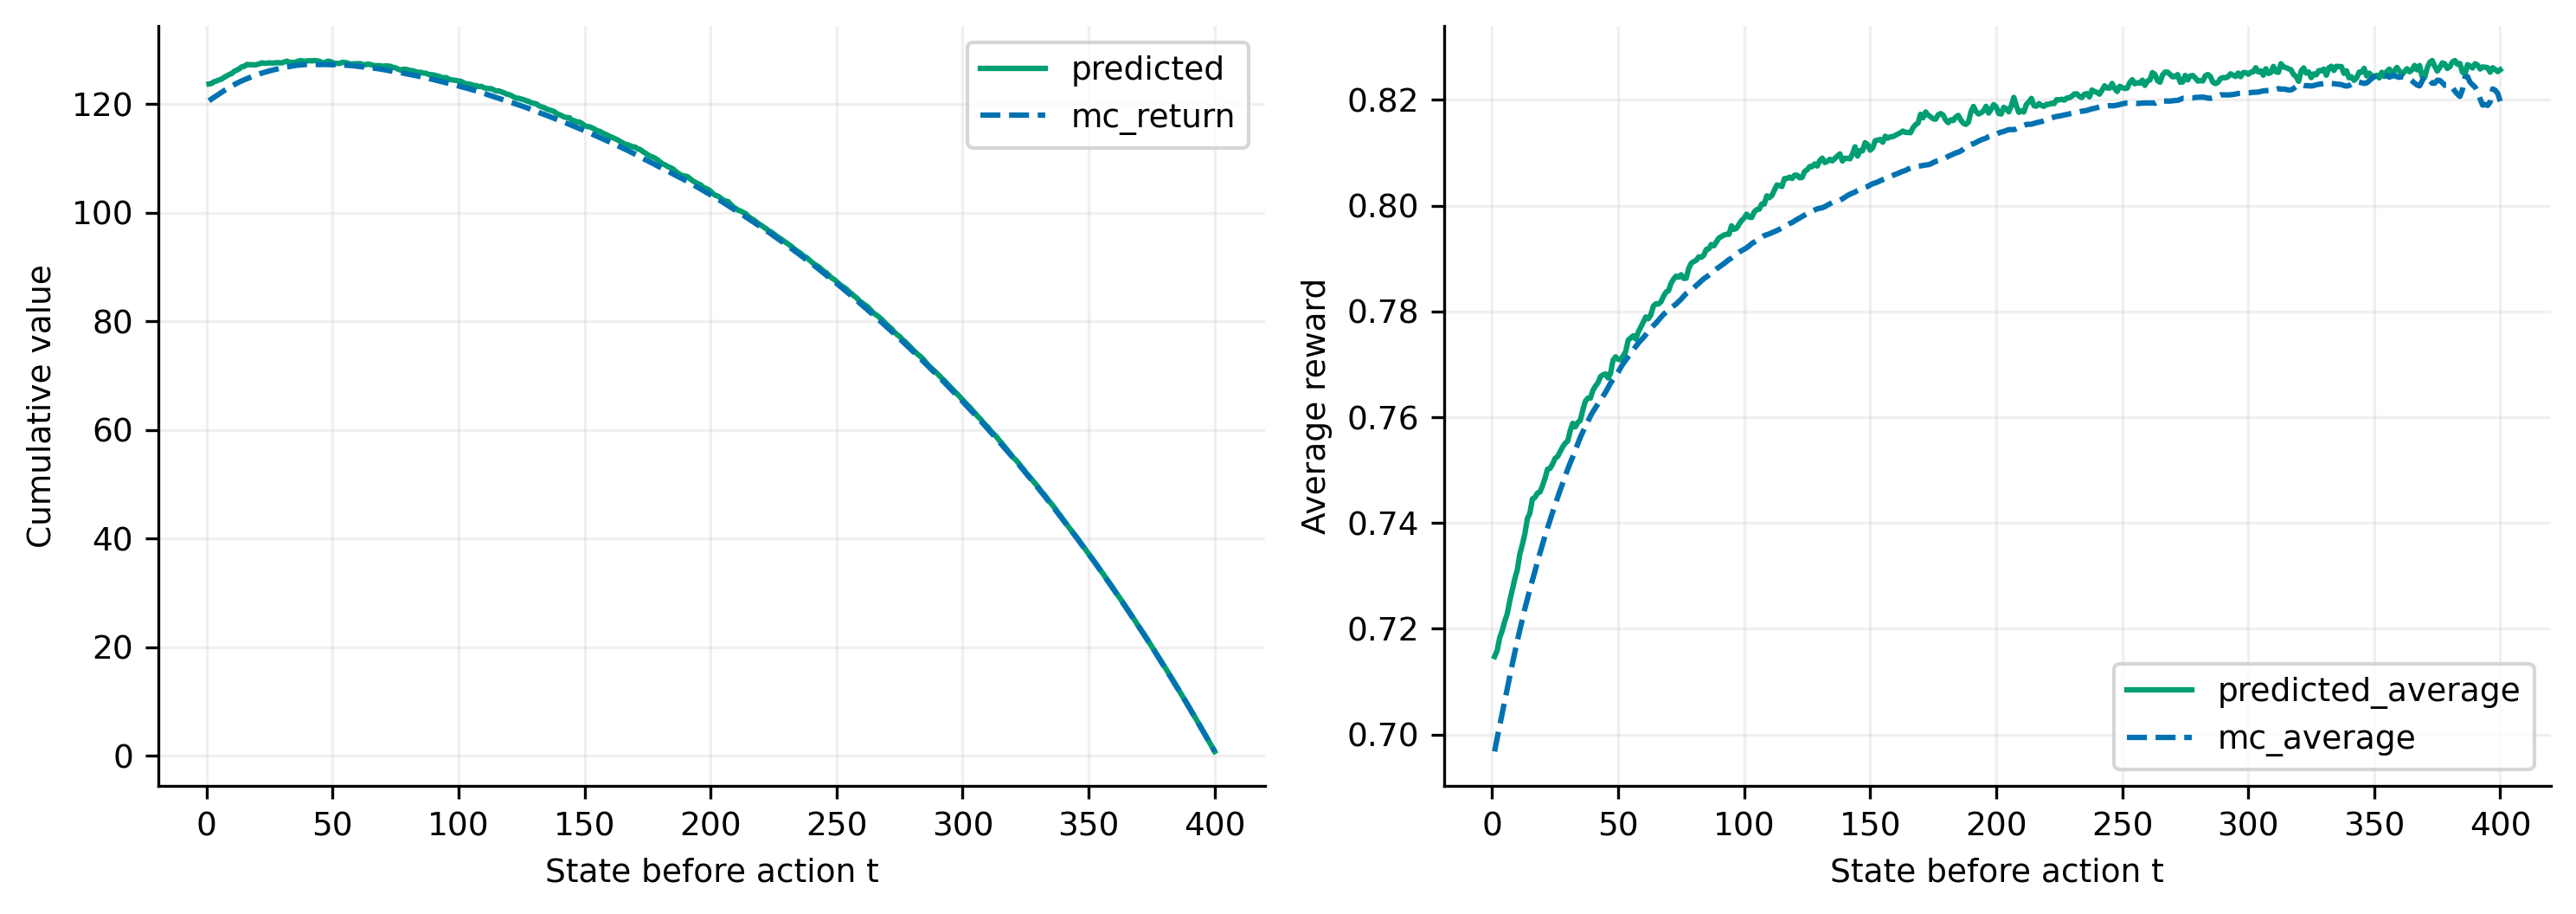 Cumulative value
120
100
80
60
40
20
0
0 50 100 150 200 250 300 350 400
State before action t
predicted
mc_return
Average reward
0.82
0.80
0.78
0.76
0.74
0.72
0.70
0 50 100 150 200 250 300 350 400
State before action t
predicted_average
mc_average